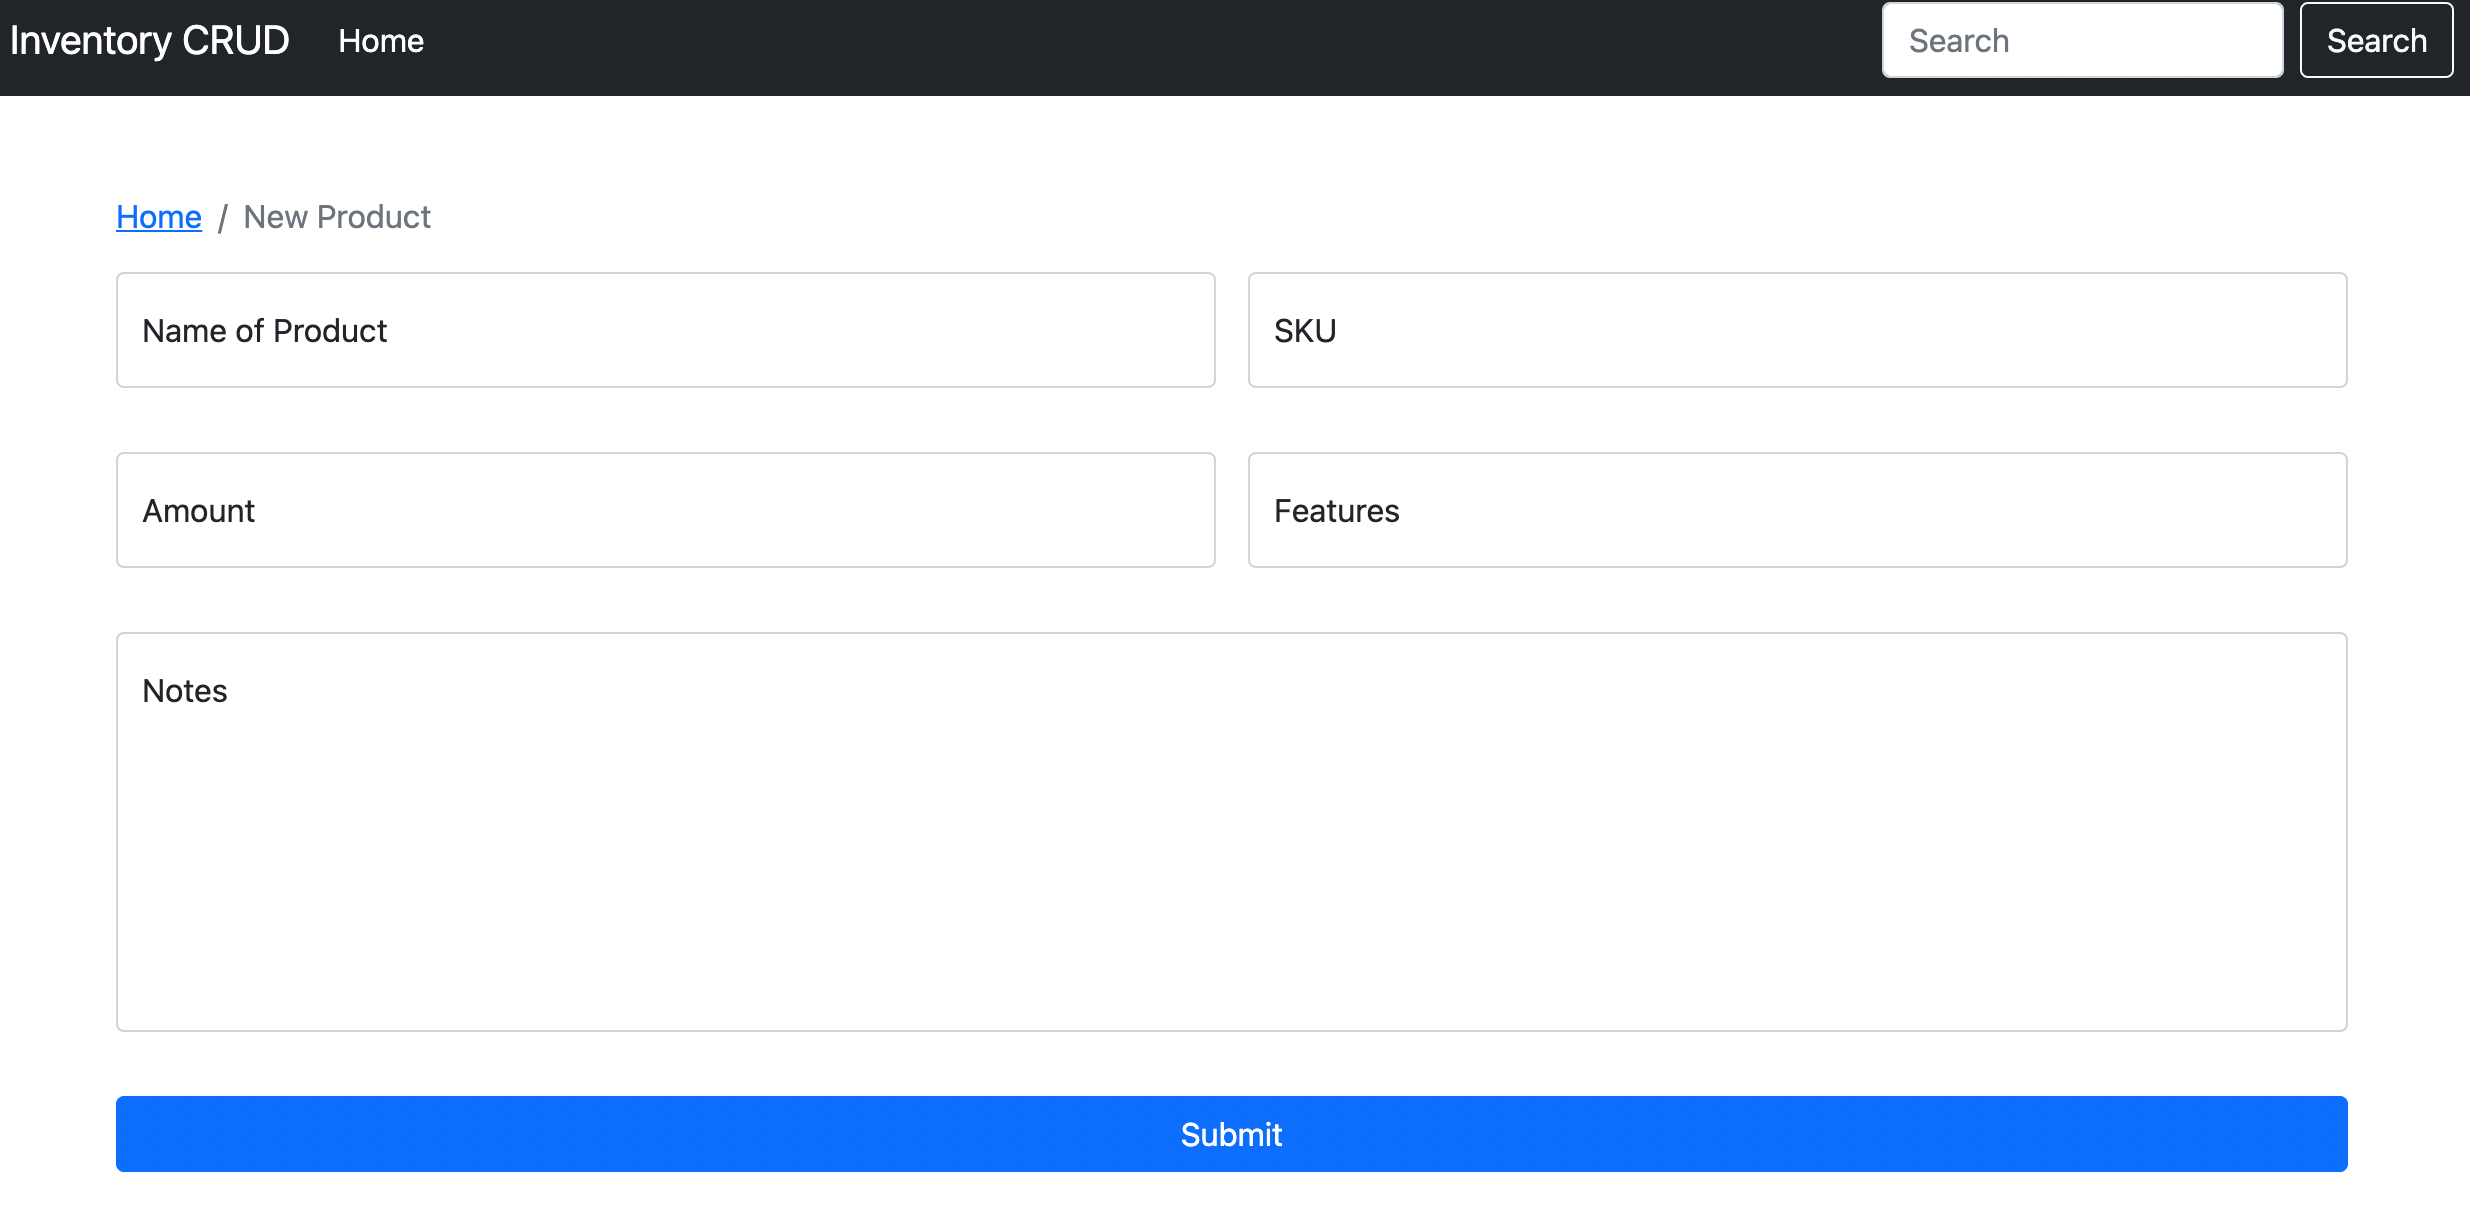 Inventory CRUD Home Search Search
Home / New Product
Name of Product SKU
Amount Features
Notes
Submit